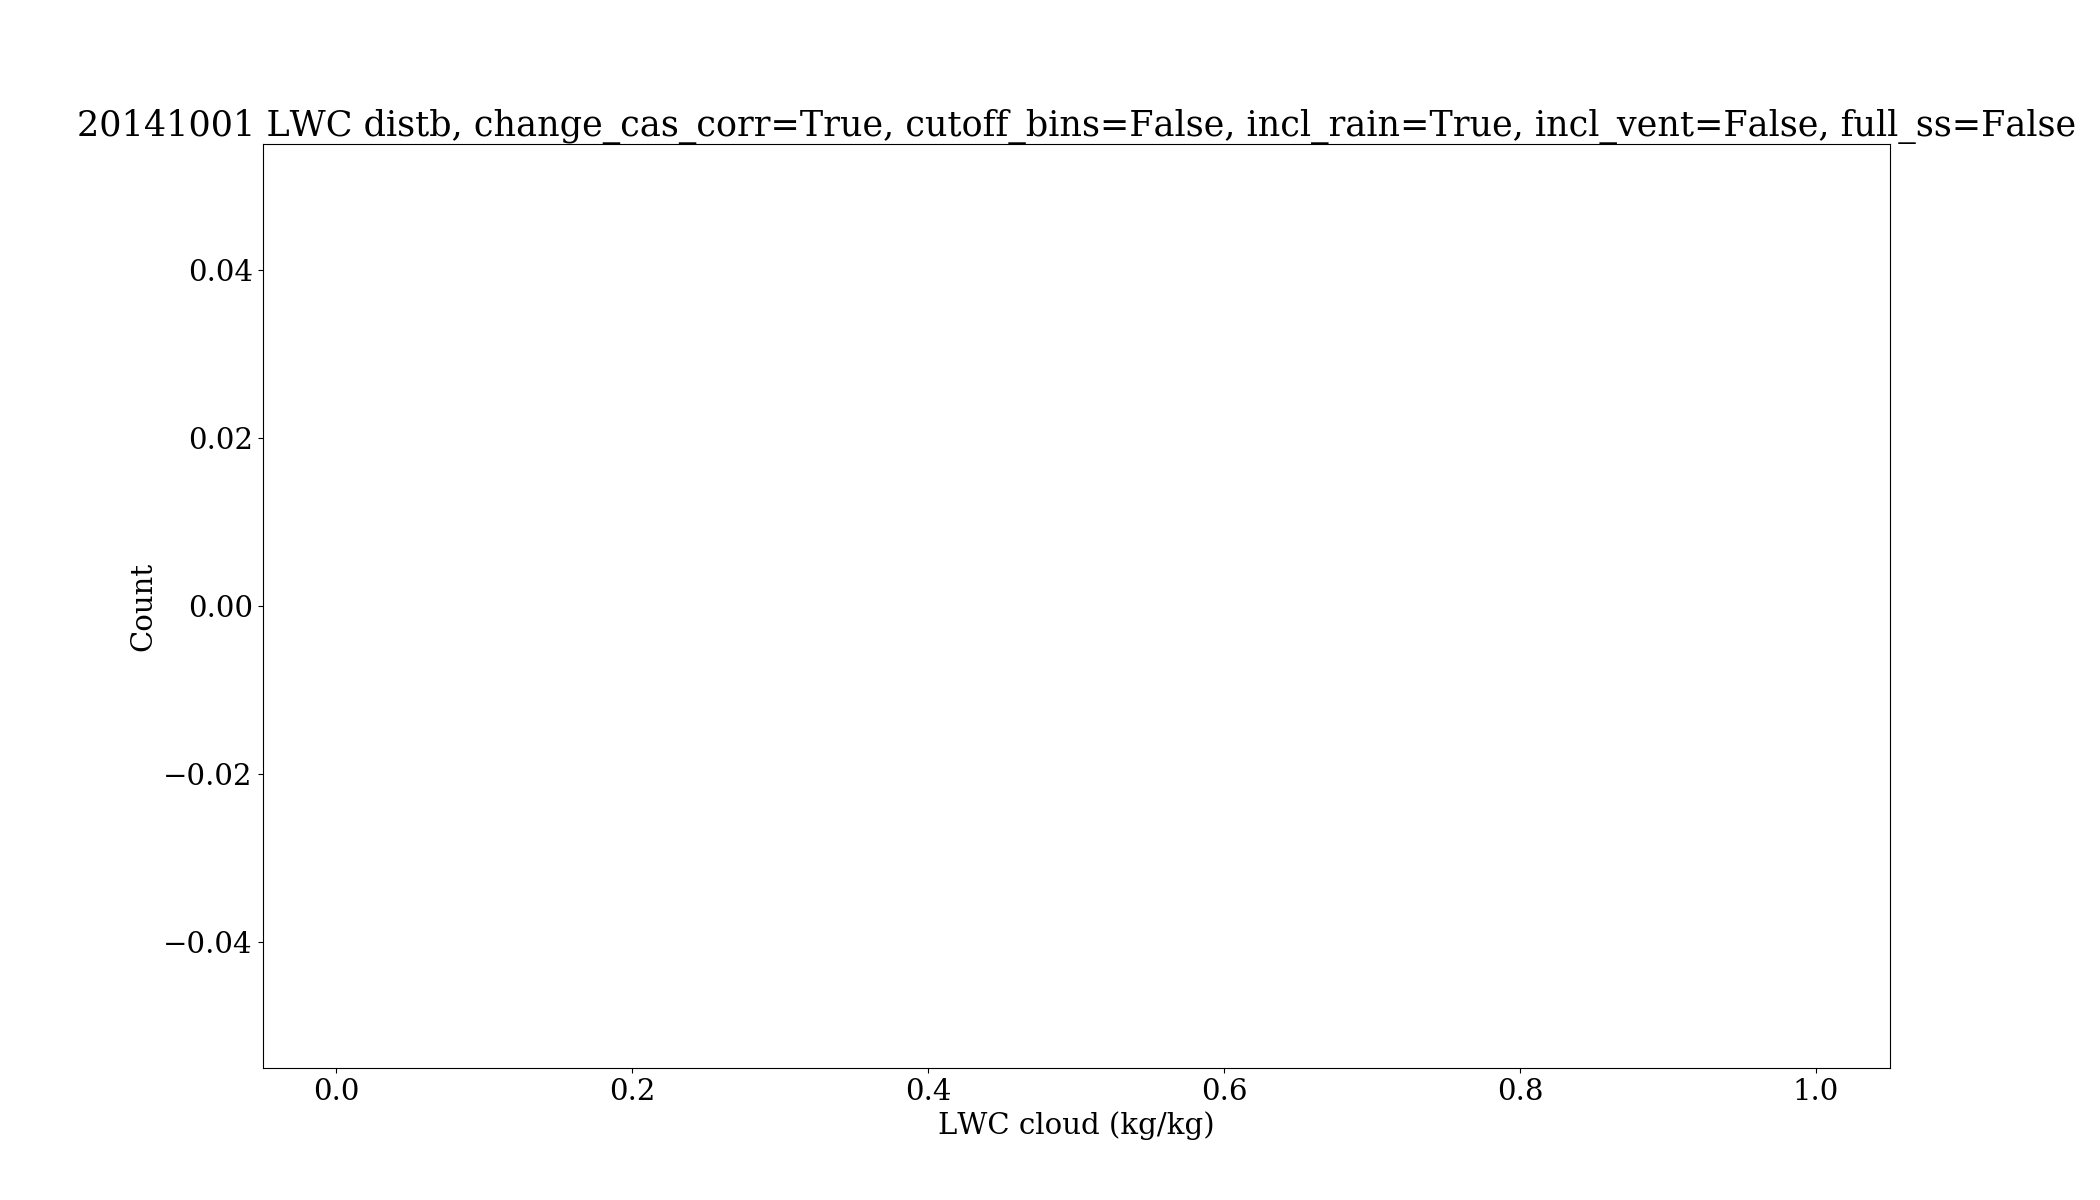 20141001 LWC distb, change_cas_corr=True, cutoff_bins=False, incl_rain=True, incl_vent=False, full_ss=False
0.04
0.02
0.00
−0.02
−0.04
Count
0.0 0.2 0.4 0.6 0.8 1.0
LWC cloud (kg/kg)